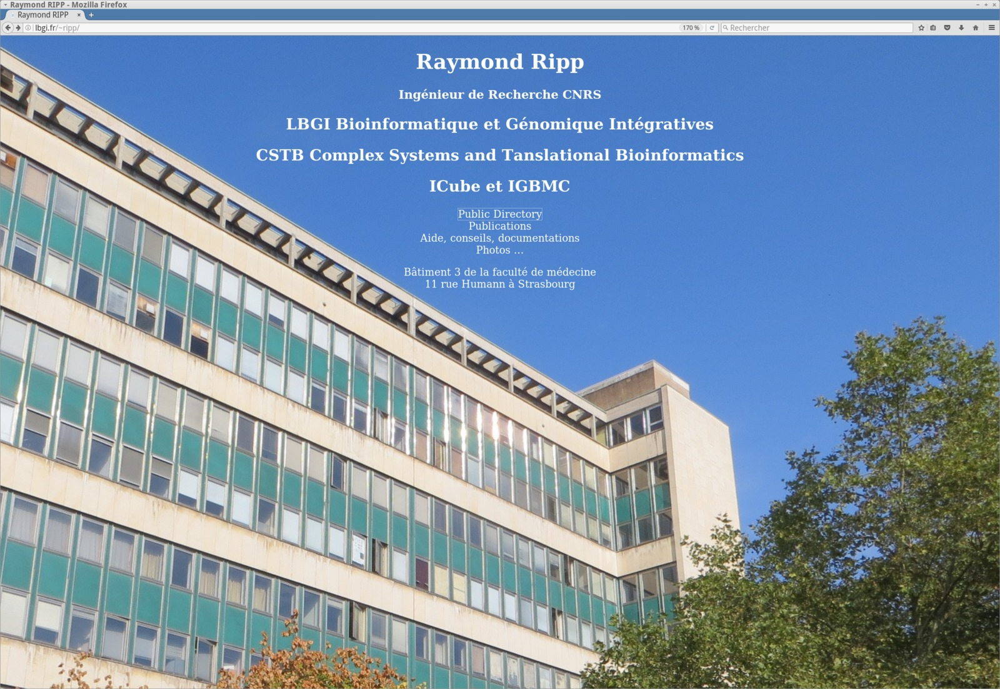 Raymond RIPP - Mozilla Firefox
Raymond RIPP
lbgi.fr/~ripp/
170 %
Rechercher
Raymond Ripp
Ingénieur de Recherche CNRS
LBGI Bioinformatique et Génomique Intégratives
CSTB Complex Systems and Tanslational Bioinformatics
ICube et IGBMC
Public Directory
Publications
Aide, conseils, documentations
Photos ...
Bâtiment 3 de la faculté de médecine
11 rue Humann à Strasbourg